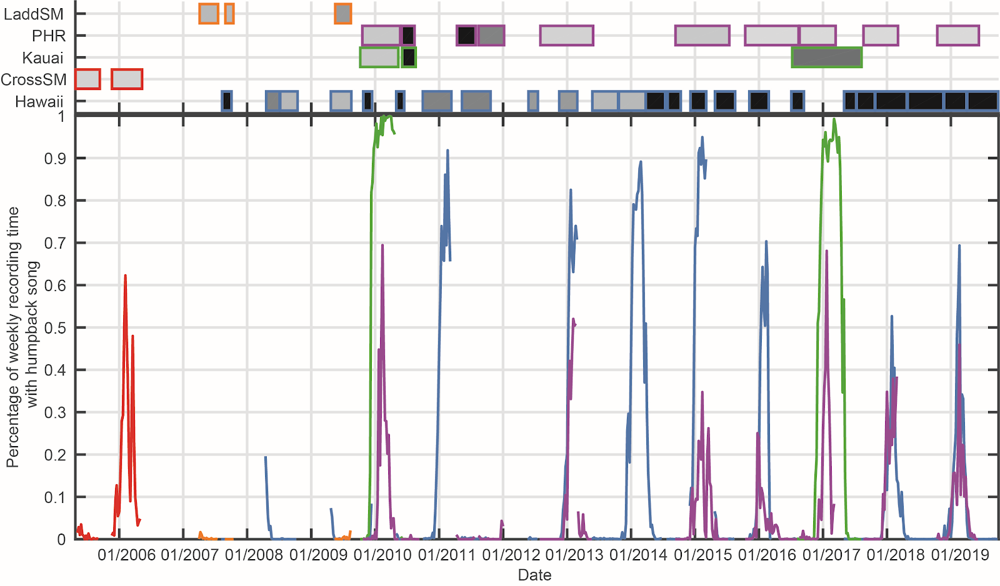 LaddSM
PHR
Kauai
CrossSM
Hawaii
1
0.9
0.8
0.7
0.6
0.5
0.4
0.3
0.2
0.1
0
Percentage of weekly recording time
with humpback song
01/2006 01/2007 01/2008 01/2009 01/2010 01/2011 01/2012 01/2013 01/2014 01/2015 01/2016 01/2017 01/2018 01/2019
Date